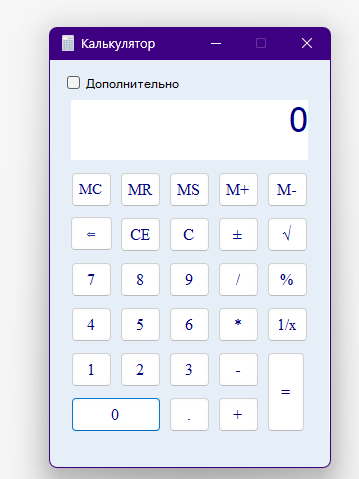 Калькулятор
Дополнительно
0
MC MR MS M+ M-
⇐ CE C ± √
7 8 9 / %
4 5 6 * 1/x
1 2 3 -
=
0 . +